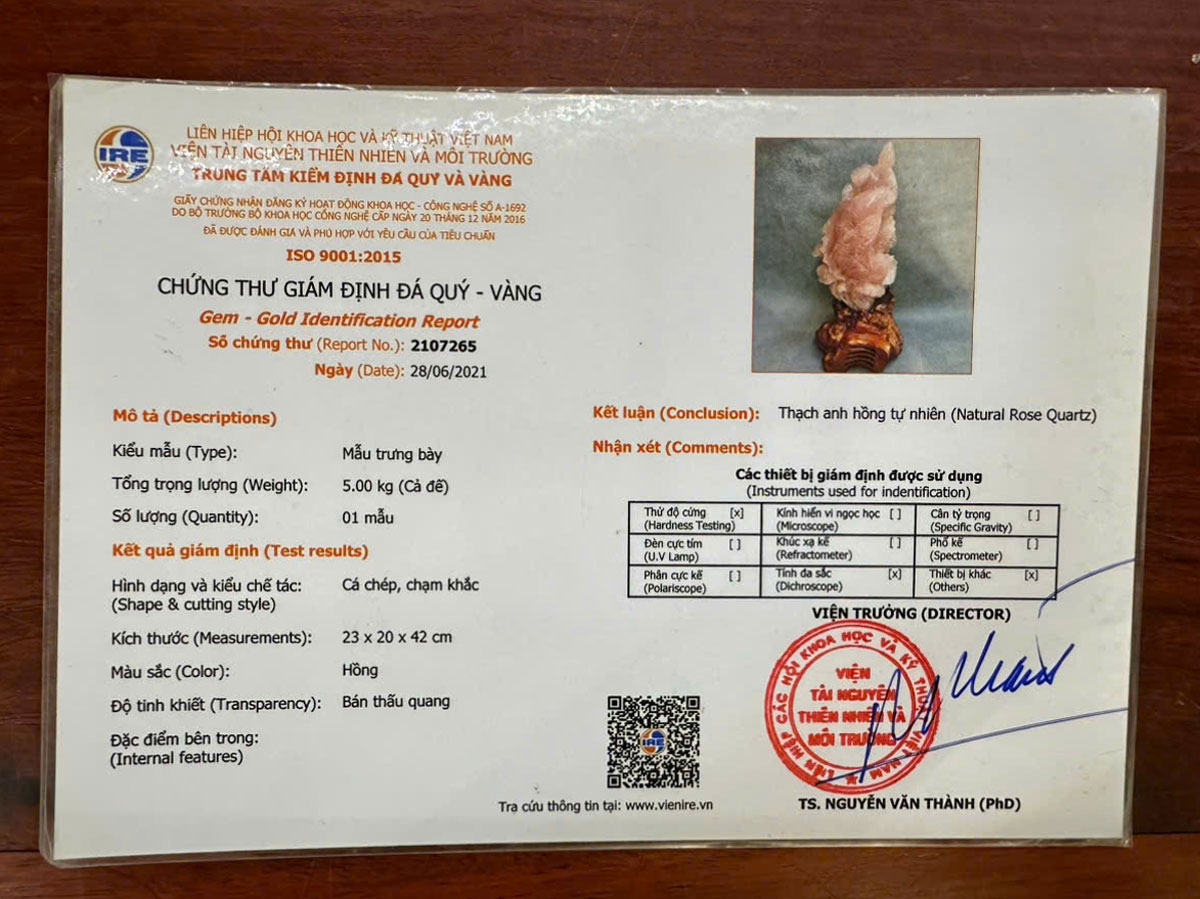 IRE
LIÊN HIỆP HỘI KHOA HỌC VÀ KỸ THUẬT VIỆT NAM
VIỆN TÀI NGUYÊN THIÊN NHIÊN VÀ MÔI TRƯỜNG
TRUNG TÂM KIỂM ĐỊNH ĐÁ QUÝ VÀ VÀNG
GIẤY CHỨNG NHẬN ĐĂNG KÝ HOẠT ĐỘNG KHOA HỌC - CÔNG NGHỆ SỐ A-1692
DO BỘ TRƯỞNG BỘ KHOA HỌC CÔNG NGHỆ CẤP NGÀY 20 THÁNG 12 NĂM 2016
ĐÃ ĐƯỢC ĐÁNH GIÁ VÀ PHÙ HỢP VỚI YÊU CẦU CỦA TIÊU CHUẨN
ISO 9001:2015
CHỨNG THƯ GIÁM ĐỊNH ĐÁ QUÝ - VÀNG
Gem - Gold Identification Report
Số chứng thư (Report No.): 2107265
Ngày (Date): 28/06/2021
Mô tả (Descriptions)
Kiểu mẫu (Type): Mẫu trưng bày
Tổng trọng lượng (Weight): 5.00 kg (Cả đế)
Số lượng (Quantity): 01 mẫu
Kết quả giám định (Test results)
Hình dạng và kiểu chế tác: Cá chép, chạm khắc
(Shape & cutting style)
Kích thước (Measurements): 23 x 20 x 42 cm
Màu sắc (Color): Hồng
Độ tinh khiết (Transparency): Bán thấu quang
Đặc điểm bên trong:
(Internal features)
Kết luận (Conclusion): Thạch anh hồng tự nhiên (Natural Rose Quartz)
Nhận xét (Comments):
Các thiết bị giám định được sử dụng
(Instruments used for indentification)
Thử độ cứng [x] Kính hiển vi ngọc học [ ] Cân tỷ trọng [ ]
(Hardness Testing) (Microscope) (Specific Gravity)
Đèn cực tím [ ] Khúc xạ kế [ ] Phổ kế [ ]
(U.V Lamp) (Refractometer) (Spectrometer)
Phân cực kế [ ] Tính đa sắc [x] Thiết bị khác [x]
(Polariscope) (Dichroscope) (Others)
VIỆN TRƯỞNG (DIRECTOR)
LIÊN HIỆP CÁC HỘI KHOA HỌC VÀ KỸ THUẬT VIỆT NAM
VIỆN
TÀI NGUYÊN
THIÊN NHIÊN VÀ
MÔI TRƯỜNG
IRE
Tra cứu thông tin tại: www.vienire.vn
TS. NGUYỄN VĂN THÀNH (PhD)